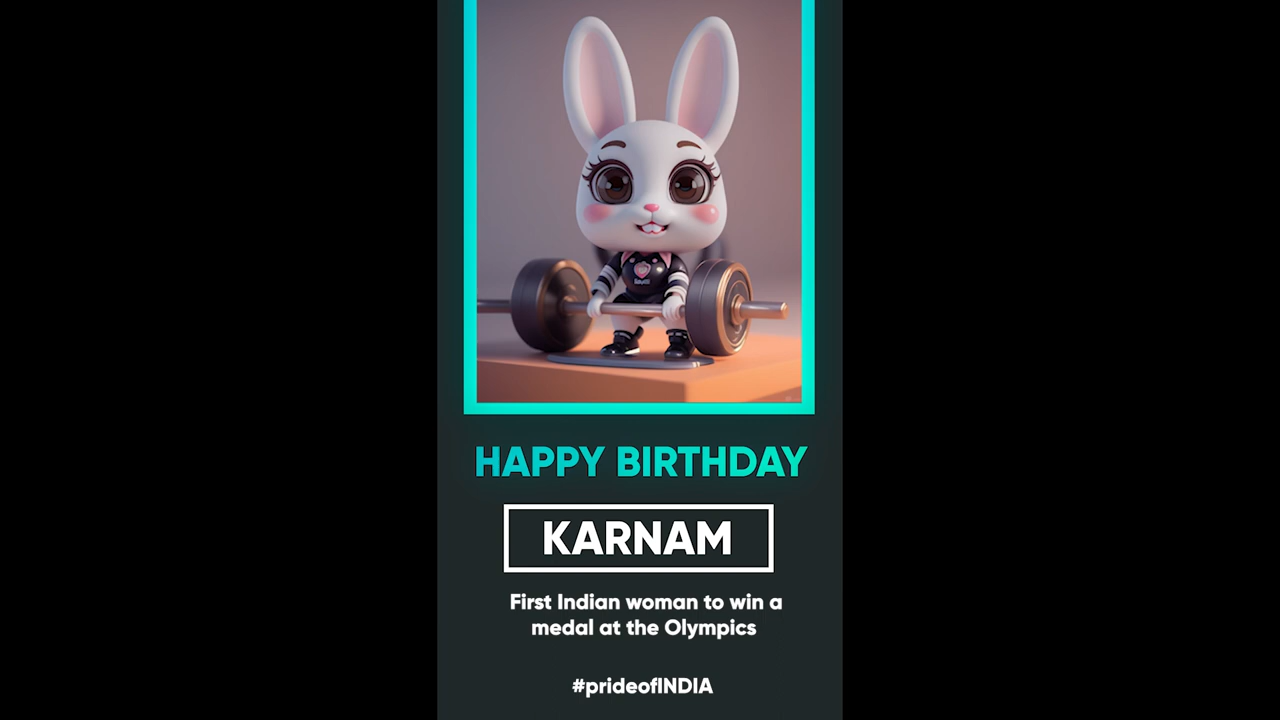 HAPPY BIRTHDAY
KARNAM
First Indian woman to win a
medal at the Olympics
#prideofINDIA